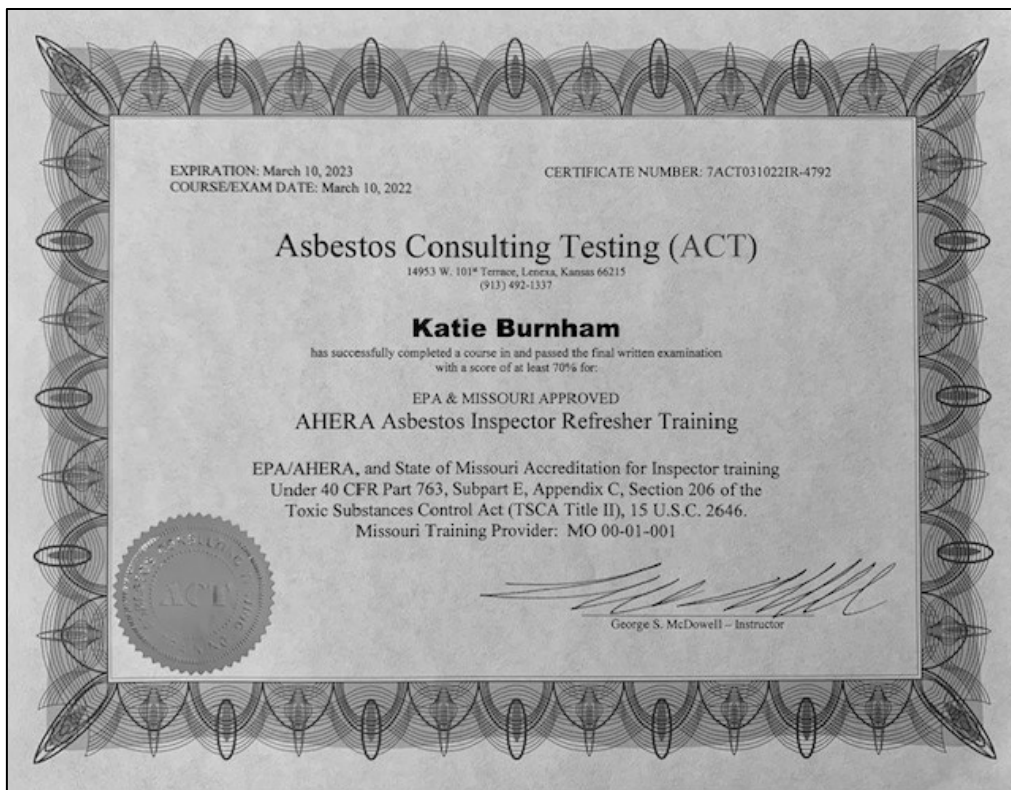 EXPIRATION: March 10, 2023
COURSE/EXAM DATE: March 10, 2022
CERTIFICATE NUMBER: 7ACT031022IR-4792
Asbestos Consulting Testing (ACT)
14953 W. 101st Terrace, Lenexa, Kansas 66215
(913) 492-1337
Katie Burnham
has successfully completed a course in and passed the final written examination
with a score of at least 70% for:
EPA & MISSOURI APPROVED
AHERA Asbestos Inspector Refresher Training
EPA/AHERA, and State of Missouri Accreditation for Inspector training
Under 40 CFR Part 763, Subpart E, Appendix C, Section 206 of the
Toxic Substances Control Act (TSCA Title II), 15 U.S.C. 2646.
Missouri Training Provider: MO 00-01-001
ACT
George S. McDowell – Instructor